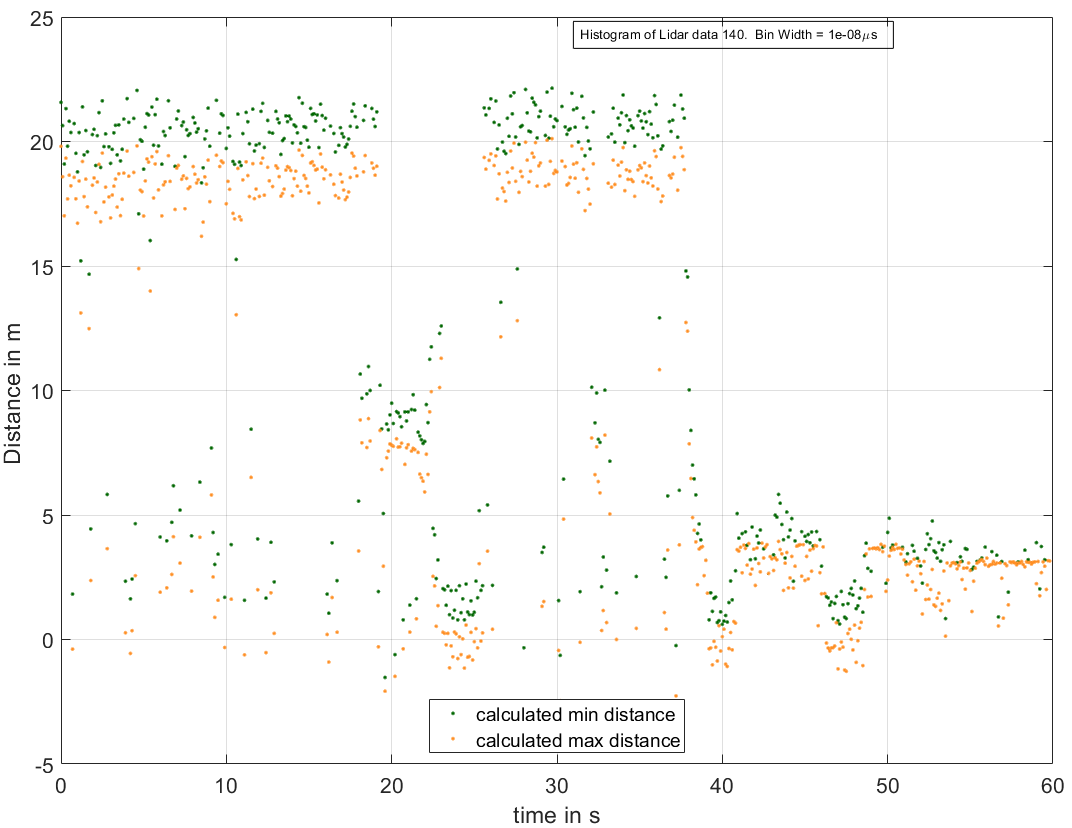 25
Histogram of Lidar data 140.  Bin Width = 1e-08μs
20
15
10
5
0
-5
Distance in m
calculated min distance
calculated max distance
0 10 20 30 40 50 60
time in s